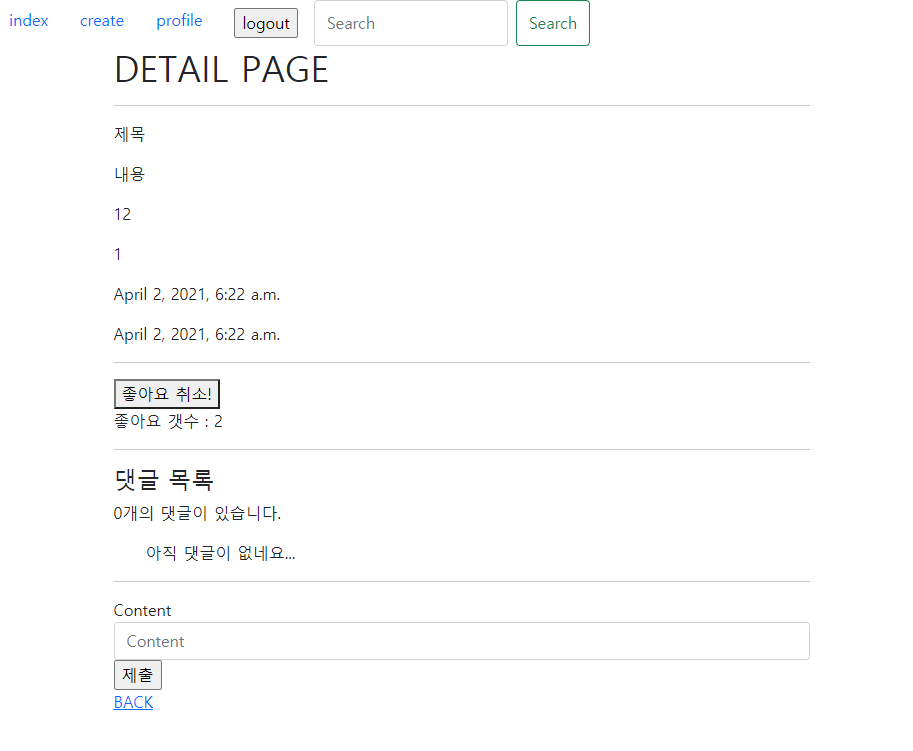 index create profile logout Search Search
DETAIL PAGE
제목
내용
12
1
April 2, 2021, 6:22 a.m.
April 2, 2021, 6:22 a.m.
좋아요 취소!
좋아요 갯수 : 2
댓글 목록
0개의 댓글이 있습니다.
아직 댓글이 없네요...
Content
Content
제출
BACK